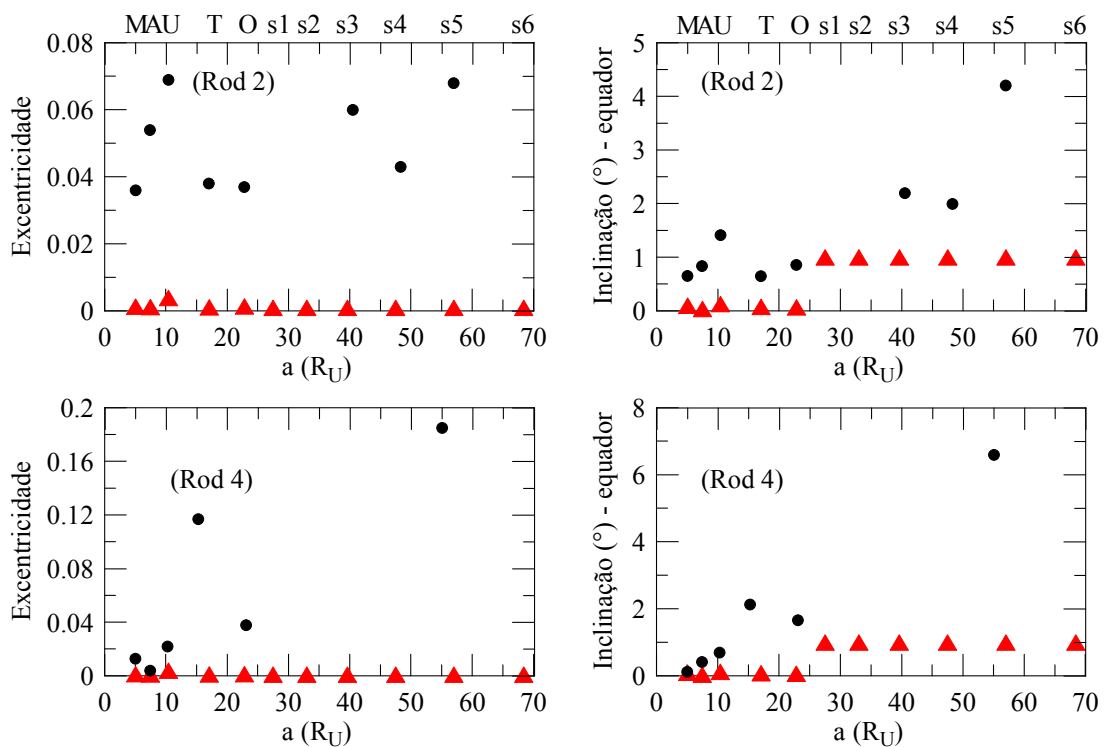 MAU T O s1 s2 s3 s4 s5 s6
0.08
0.06
0.04
0.02
0
Excentricidade
(Rod 2)
0 10 20 30 40 50 60 70
a (R_U)
MAU T O s1 s2 s3 s4 s5 s6
5
4
3
2
1
0
Inclinação (°) - equador
(Rod 2)
0 10 20 30 40 50 60 70
a (R_U)
0.2
0.16
0.12
0.08
0.04
0
Excentricidade
(Rod 4)
0 10 20 30 40 50 60 70
a (R_U)
8
6
4
2
0
Inclinação (°) - equador
(Rod 4)
0 10 20 30 40 50 60 70
a (R_U)